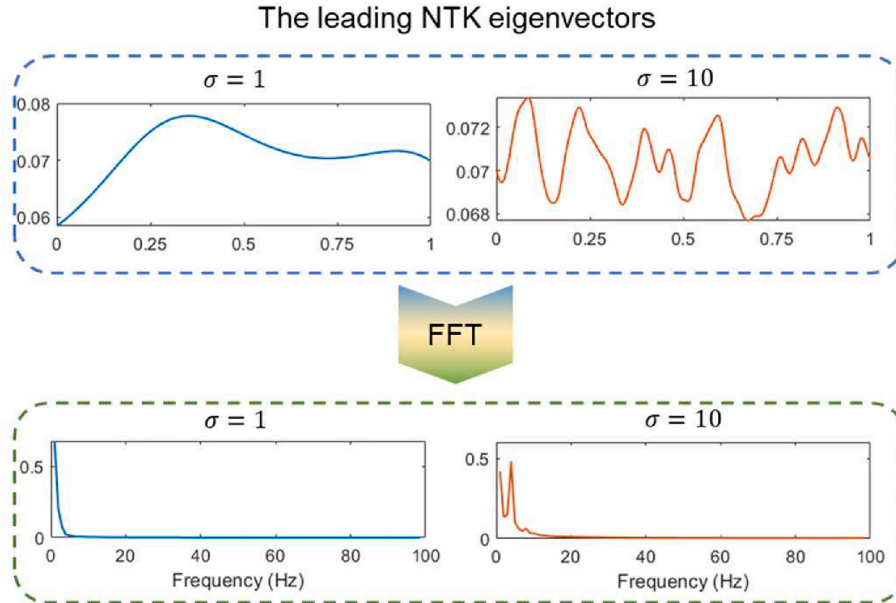 The leading NTK eigenvectors
σ = 1
σ = 10
0.08
0.07
0.06
0 0.25 0.5 0.75 1
0.072
0.07
0.068
0 0.25 0.5 0.75 1
FFT
σ = 1
σ = 10
0.5
0
0 20 40 60 80 100
Frequency (Hz)
0.5
0
0 20 40 60 80 100
Frequency (Hz)